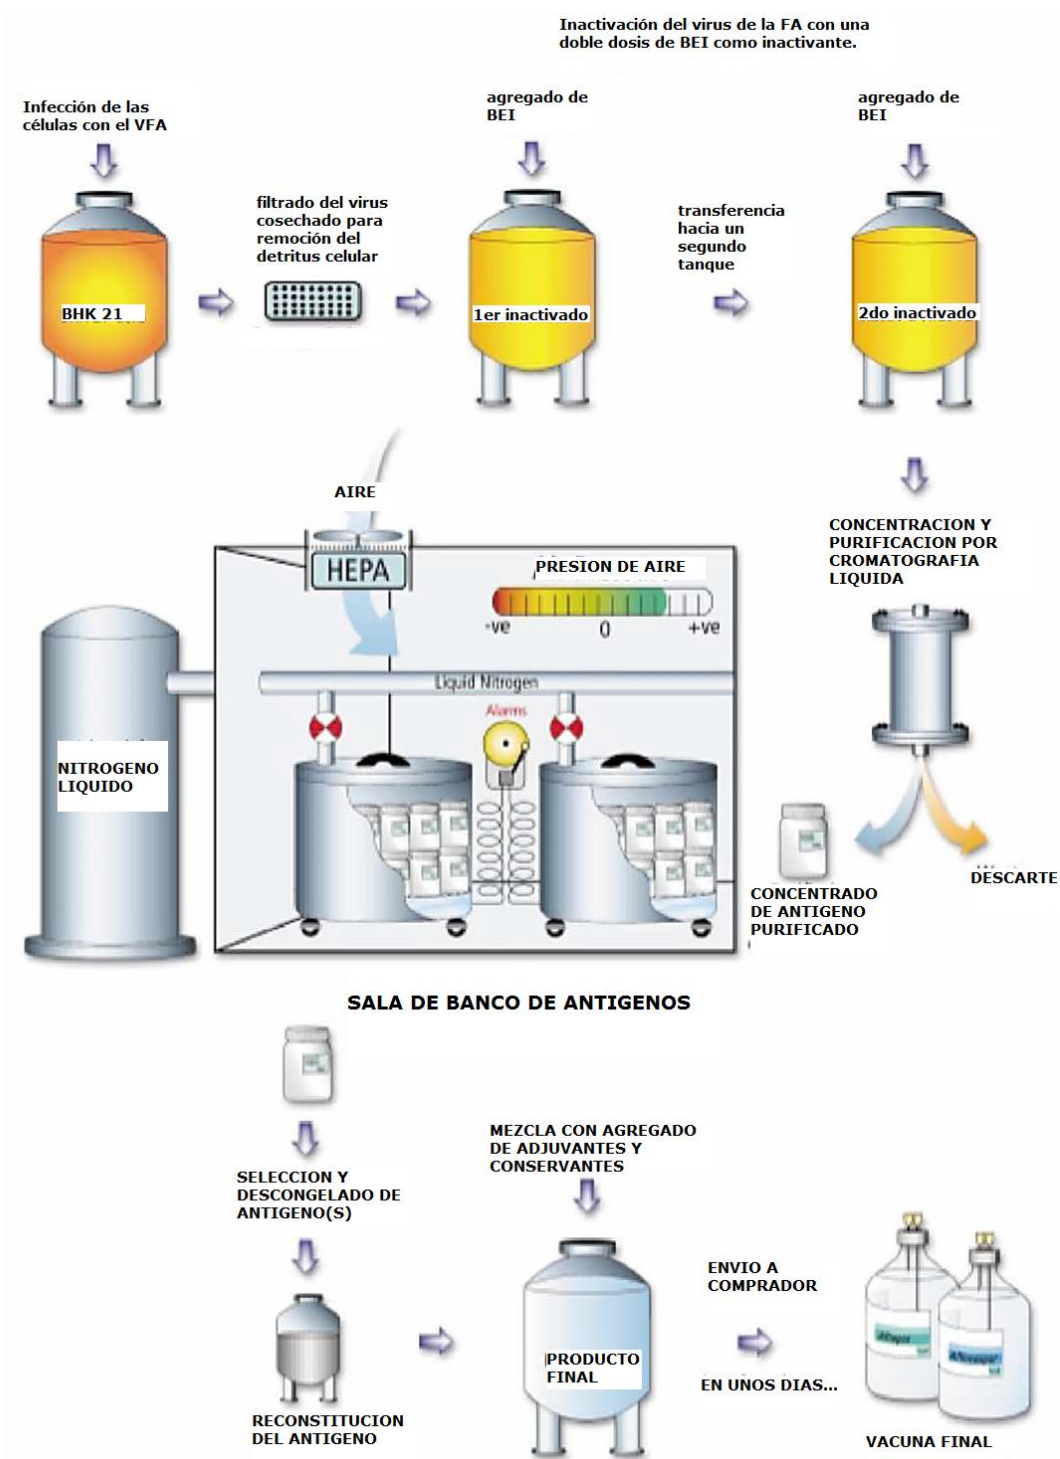 Inactivación del virus de la FA con una
doble dosis de BEI como inactivante.
Infección de las
células con el VFA
agregado de
BEI
agregado de
BEI
filtrado del virus
cosechado para
remoción del
detritus celular
transferencia
hacia un
segundo
tanque
BHK 21
1er inactivado
2do inactivado
AIRE
HEPA
PRESION DE AIRE
-ve 0 +ve
CONCENTRACION Y
PURIFICACION POR
CROMATOGRAFIA
LIQUIDA
Liquid Nitrogen
Alarms
NITROGENO
LIQUIDO
DESCARTE
CONCENTRADO
DE ANTIGENO
PURIFICADO
SALA DE BANCO DE ANTIGENOS
MEZCLA CON AGREGADO
DE ADJUVANTES Y
CONSERVANTES
SELECCION Y
DESCONGELADO DE
ANTIGENO(S)
ENVIO A
COMPRADOR
PRODUCTO
FINAL
EN UNOS DIAS...
RECONSTITUCION
DEL ANTIGENO
VACUNA FINAL